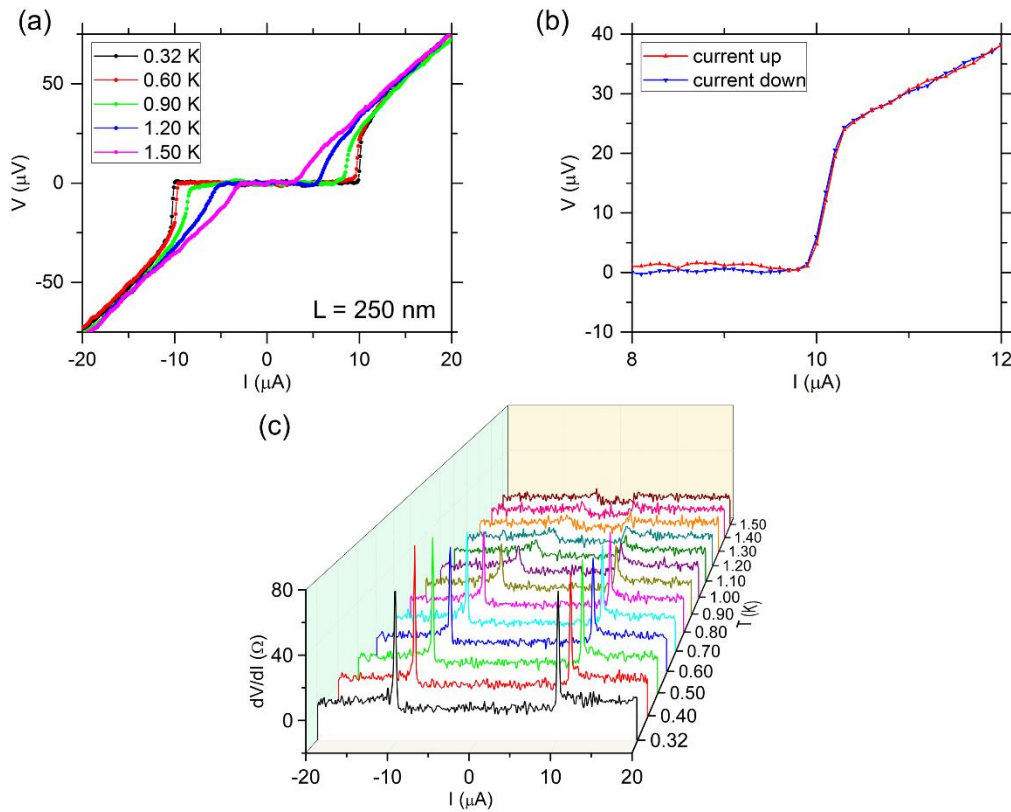 (a)
50
0
-50
V (μV)
0.32 K
0.60 K
0.90 K
1.20 K
1.50 K
L = 250 nm
-20
-10
0
10
20
I (μA)
(b)
40
30
20
10
0
-10
V (μV)
current up
current down
8
10
12
I (μA)
(c)
80
40
0
dV/dI (Ω)
-20
-10
0
10
20
I (μA)
1.50
1.40
1.30
1.20
1.10
1.00
0.90
0.80
0.70
0.60
0.50
0.40
0.32
T (K)